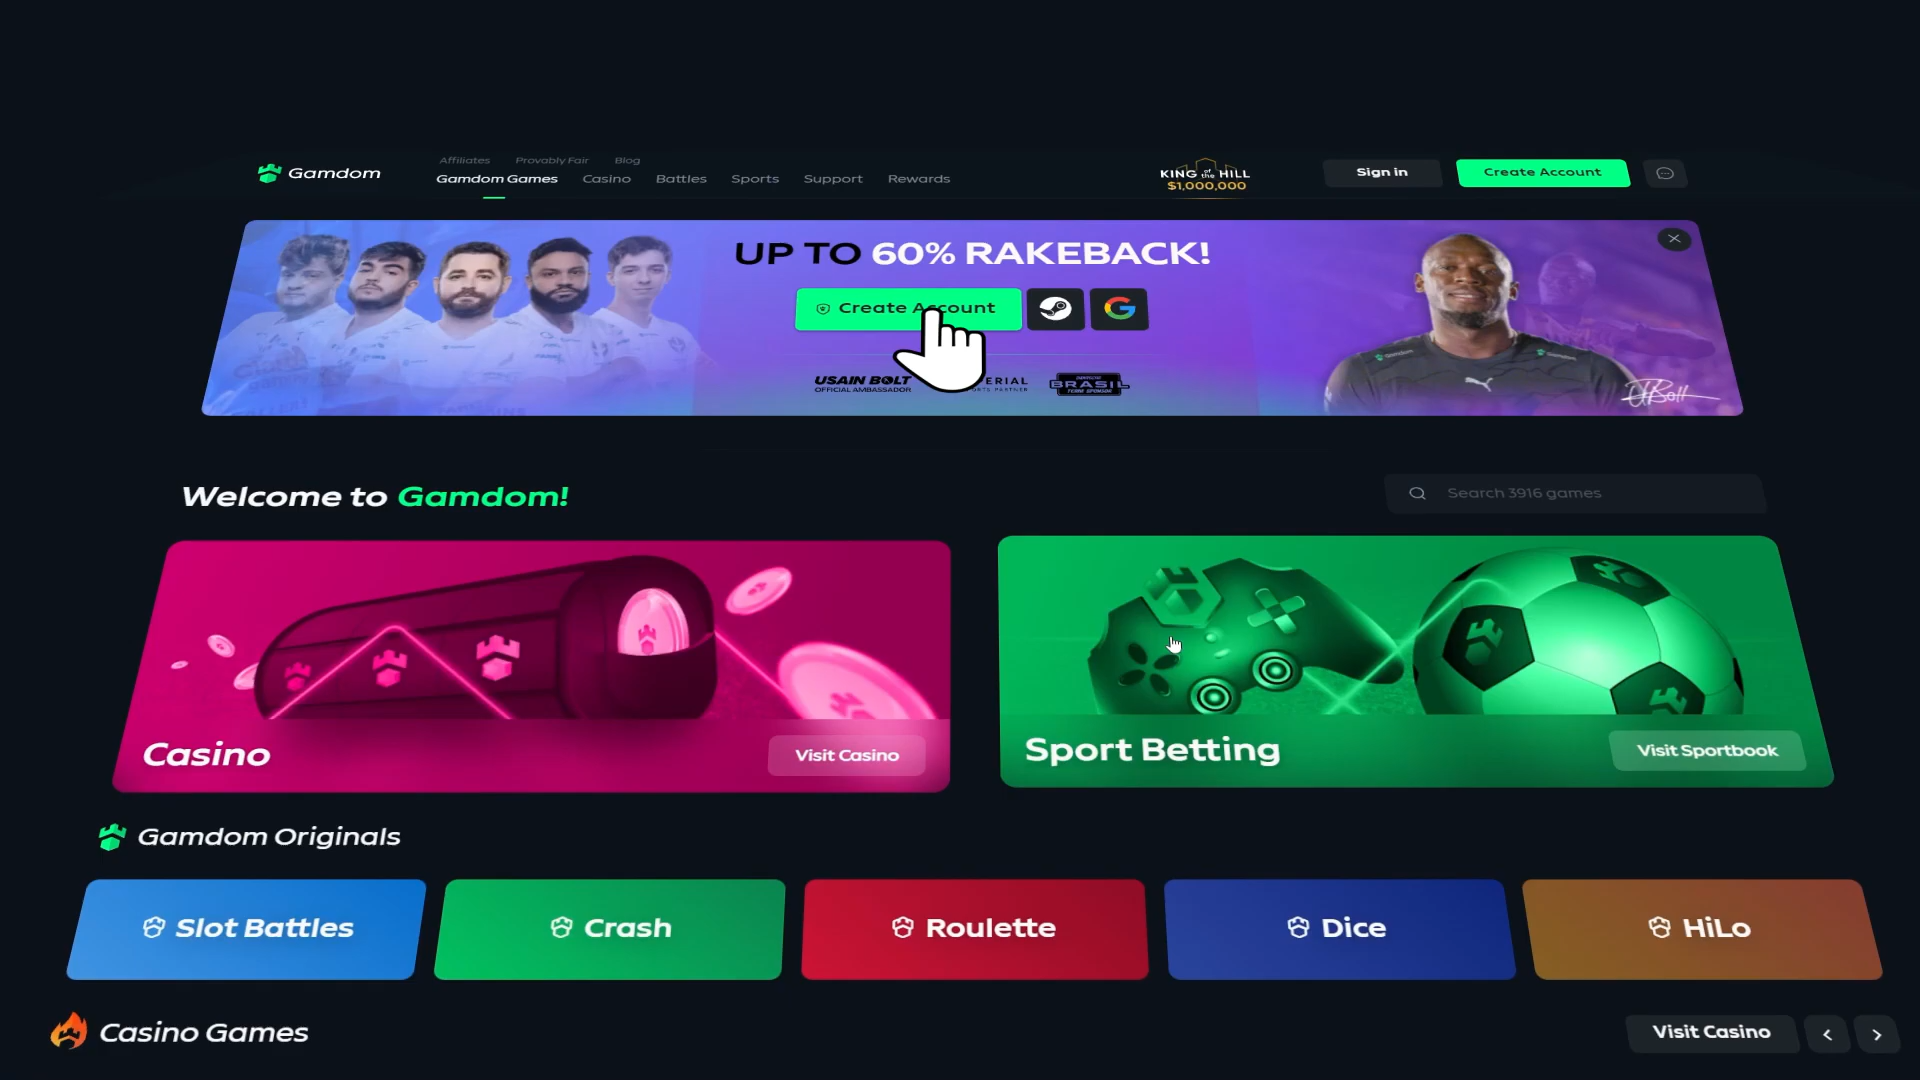 Affiliates Provably Fair Blog
Gamdom
Gamdom Games Casino Battles Sports Support Rewards
KING of the HILL
$1,000,000
Sign in
Create Account
UP TO 60% RAKEBACK!
Create Account
USAIN BOLT
OFFICIAL AMBASSADOR
BRASIL
Welcome to Gamdom!
Search 3916 games
Casino
Visit Casino
Sport Betting
Visit Sportbook
Gamdom Originals
Slot Battles
Crash
Roulette
Dice
HiLo
Casino Games
Visit Casino